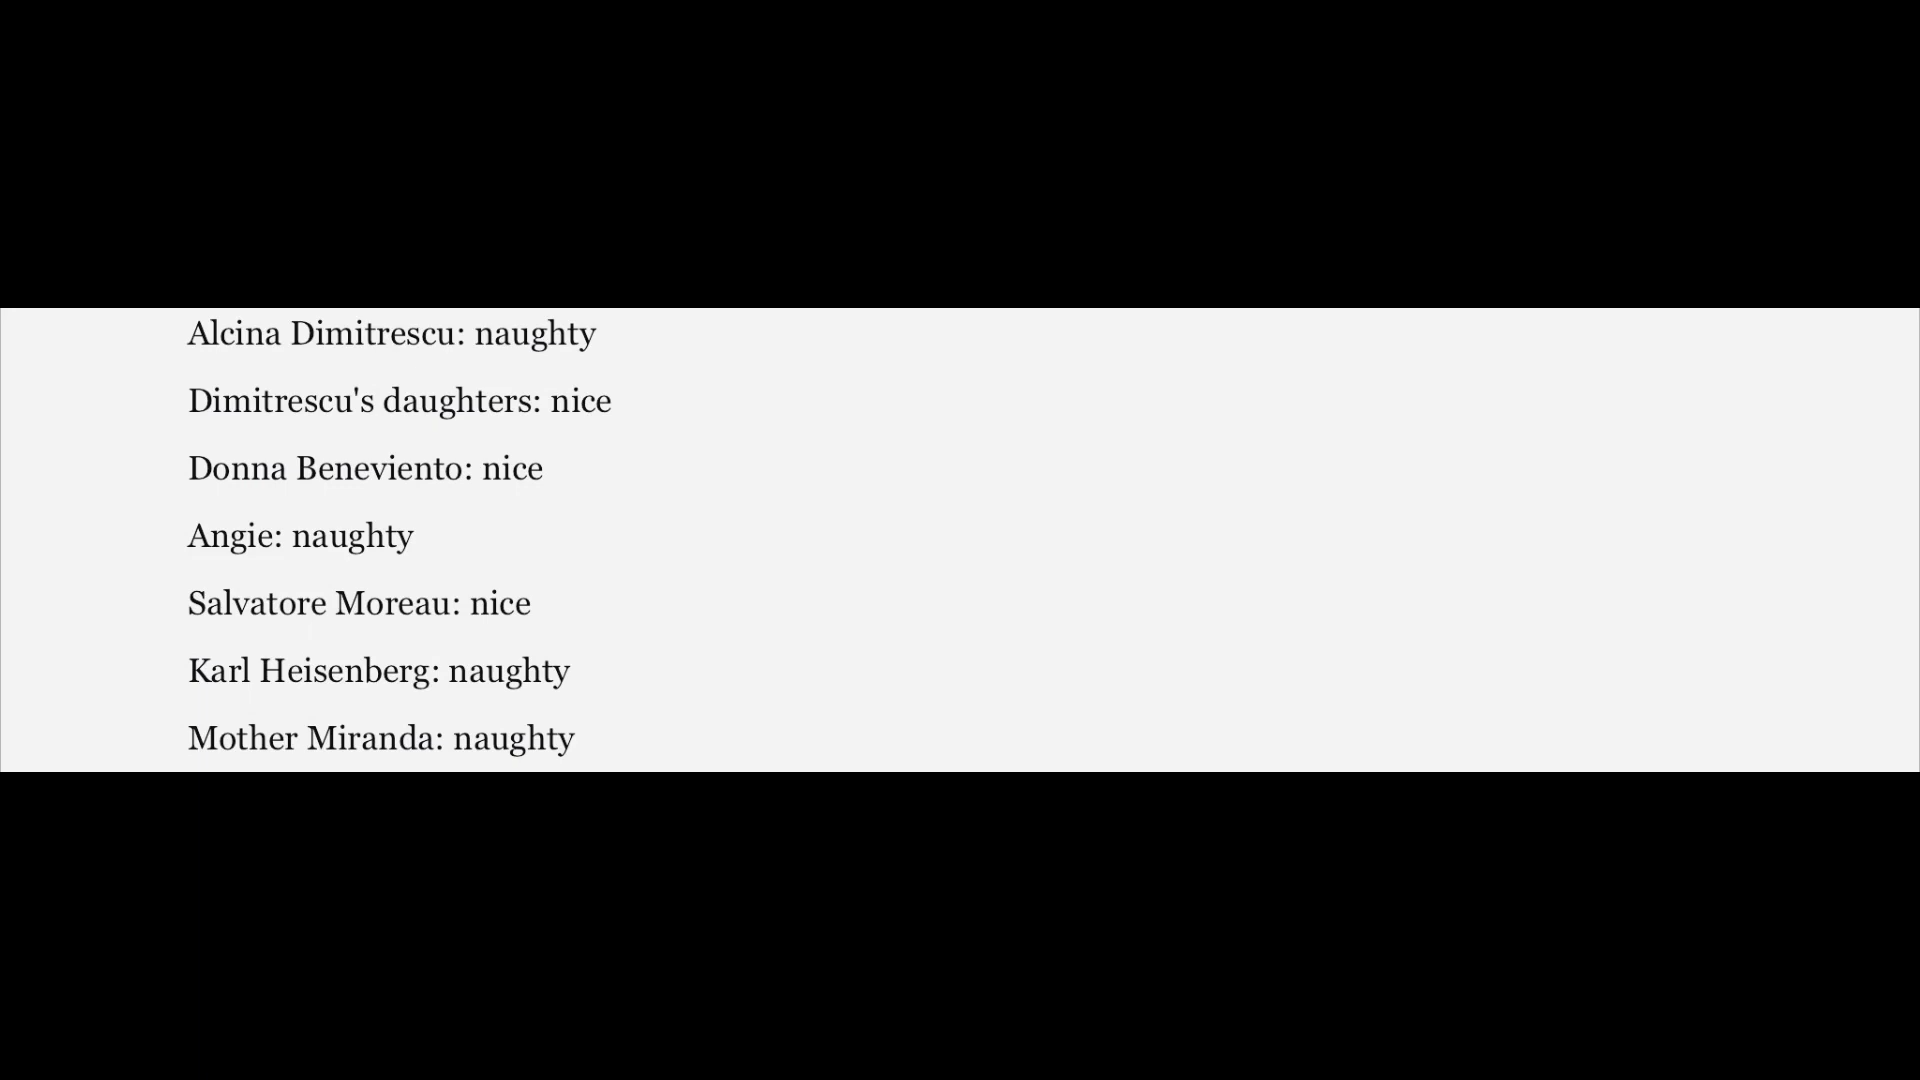 Alcina Dimitrescu: naughty
Dimitrescu's daughters: nice
Donna Beneviento: nice
Angie: naughty
Salvatore Moreau: nice
Karl Heisenberg: naughty
Mother Miranda: naughty